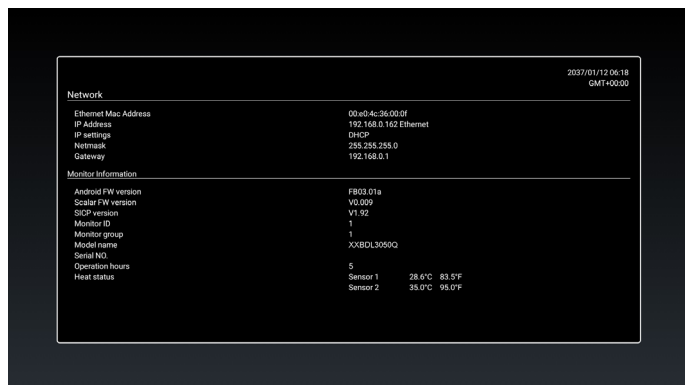 2037/01/12 06:18
GMT+00:00
Network
Ethernet Mac Address 00:e0:4c:36:00:0f
IP Address 192.168.0.162 Ethernet
IP settings DHCP
Netmask 255.255.255.0
Gateway 192.168.0.1
Monitor Information
Android FW version FB03.01a
Scalar FW version V0.009
SICP version V1.92
Monitor ID 1
Monitor group 1
Model name XXBDL3050Q
Serial NO.
Operation hours 5
Heat status Sensor 1 28.6°C 83.5°F
Sensor 2 35.0°C 95.0°F